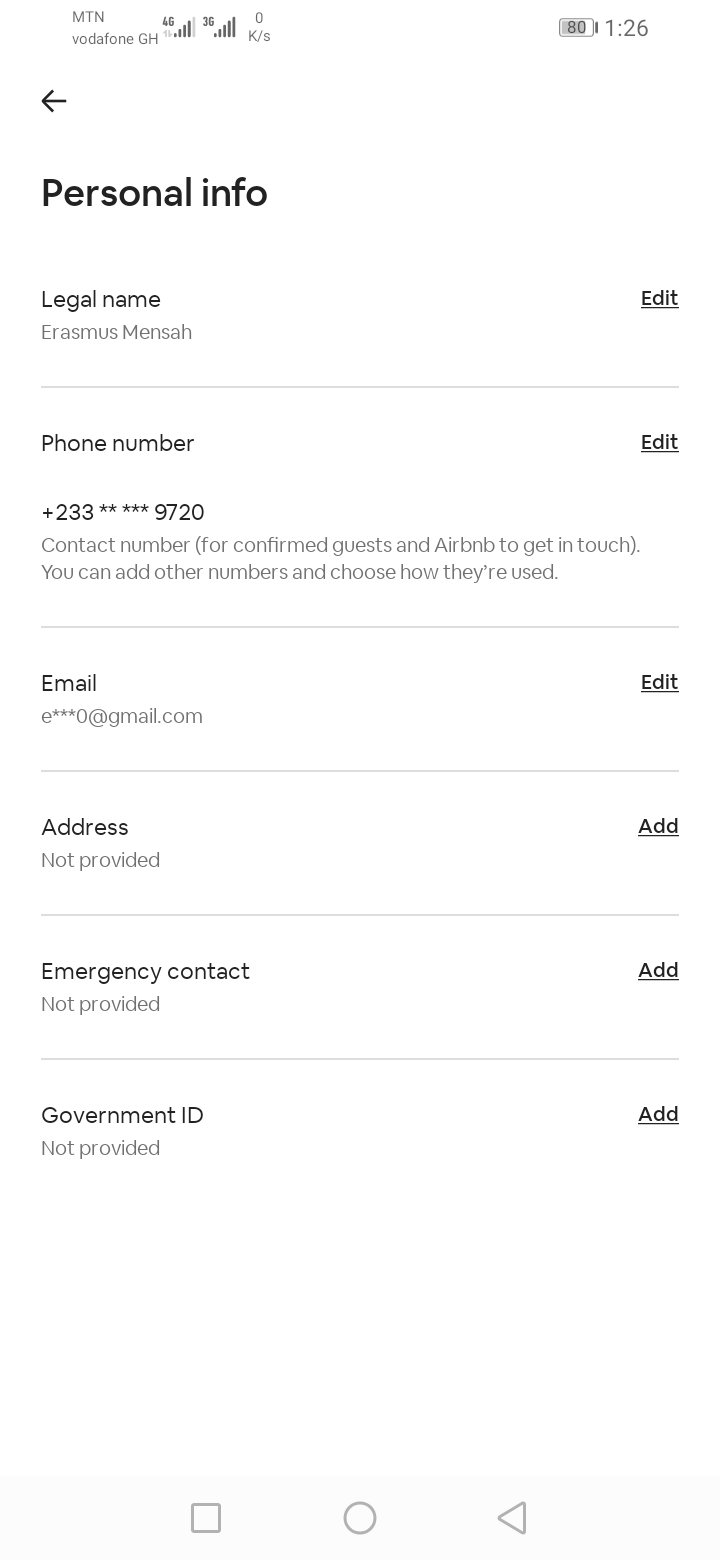 MTN
vodafone GH
4G
3G
0
K/s
80
1:26
Personal info
Legal name
Edit
Erasmus Mensah
Phone number
Edit
+233 ** *** 9720
Contact number (for confirmed guests and Airbnb to get in touch).
You can add other numbers and choose how they’re used.
Email
Edit
e***0@gmail.com
Address
Add
Not provided
Emergency contact
Add
Not provided
Government ID
Add
Not provided